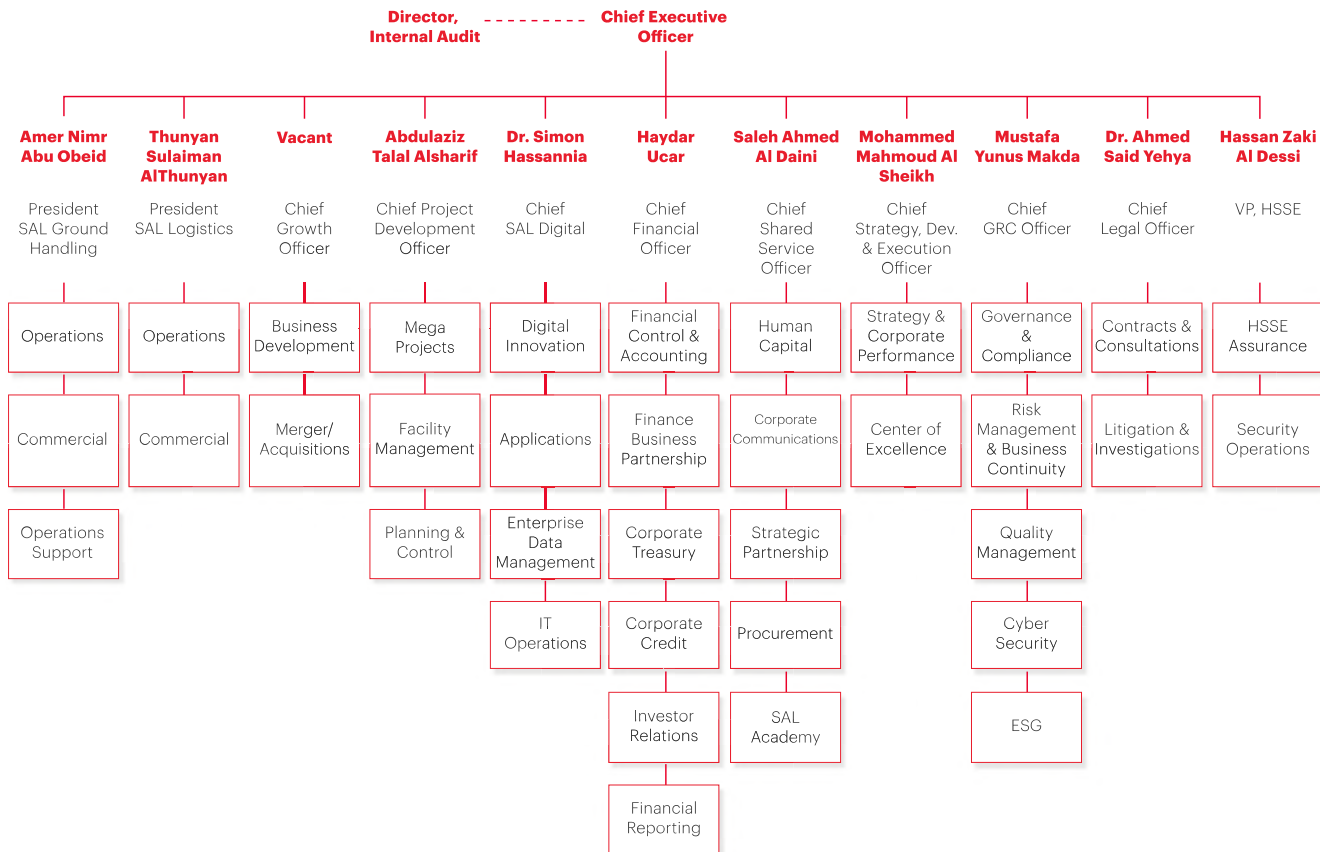 Director,
Internal Audit
Chief Executive
Officer
Amer Nimr
Abu Obeid
President
SAL Ground
Handling
Operations
Commercial
Operations
Support
Thunyan
Sulaiman
AlThunyan
President
SAL Logistics
Operations
Commercial
Vacant
Chief
Growth
Officer
Business
Development
Merger/
Acquisitions
Abdulaziz
Talal Alsharif
Chief Project
Development
Officer
Mega
Projects
Facility
Management
Planning &
Control
Dr. Simon
Hassannia
Chief
SAL Digital
Digital
Innovation
Applications
Enterprise
Data
Management
IT
Operations
Haydar
Ucar
Chief
Financial
Officer
Financial
Control &
Accounting
Finance
Business
Partnership
Corporate
Treasury
Corporate
Credit
Investor
Relations
Financial
Reporting
Saleh Ahmed
Al Daini
Chief
Shared
Service
Officer
Human
Capital
Corporate
Communications
Strategic
Partnership
Procurement
SAL
Academy
Mohammed
Mahmoud Al
Sheikh
Chief
Strategy, Dev.
& Execution
Officer
Strategy &
Corporate
Performance
Center of
Excellence
Mustafa
Yunus Makda
Chief
GRC Officer
Governance
&
Compliance
Risk
Management
& Business
Continuity
Quality
Management
Cyber
Security
ESG
Dr. Ahmed
Said Yehya
Chief
Legal Officer
Contracts &
Consultations
Litigation &
Investigations
Hassan Zaki
Al Dessi
VP, HSSE
HSSE
Assurance
Security
Operations